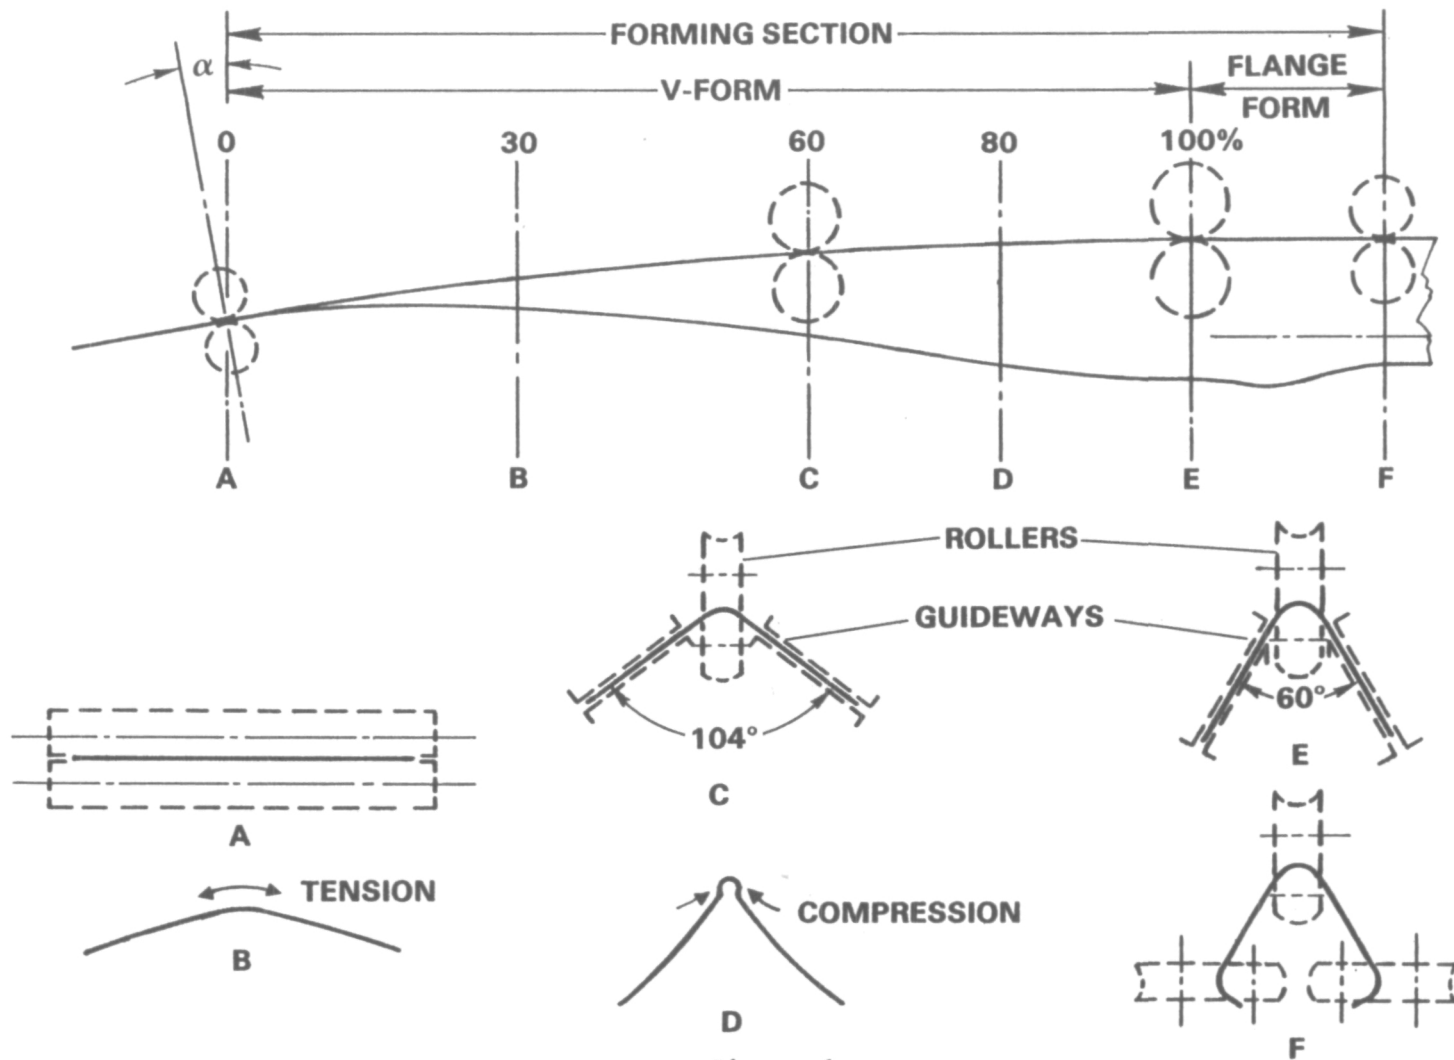 FORMING SECTION
α
V-FORM
FLANGE
FORM
0 30 60 80 100%
A B C D E F
ROLLERS
GUIDEWAYS
104°
60°
C
E
A
TENSION
B
COMPRESSION
D
F